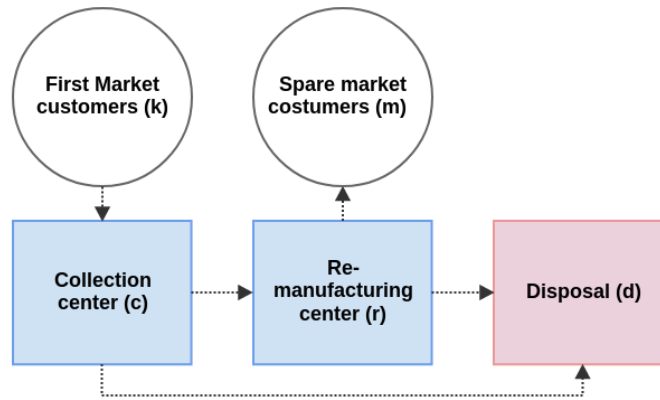 First Market
customers (k)
Spare market
costumers (m)
Collection
center (c)
Re-
manufacturing
center (r)
Disposal (d)